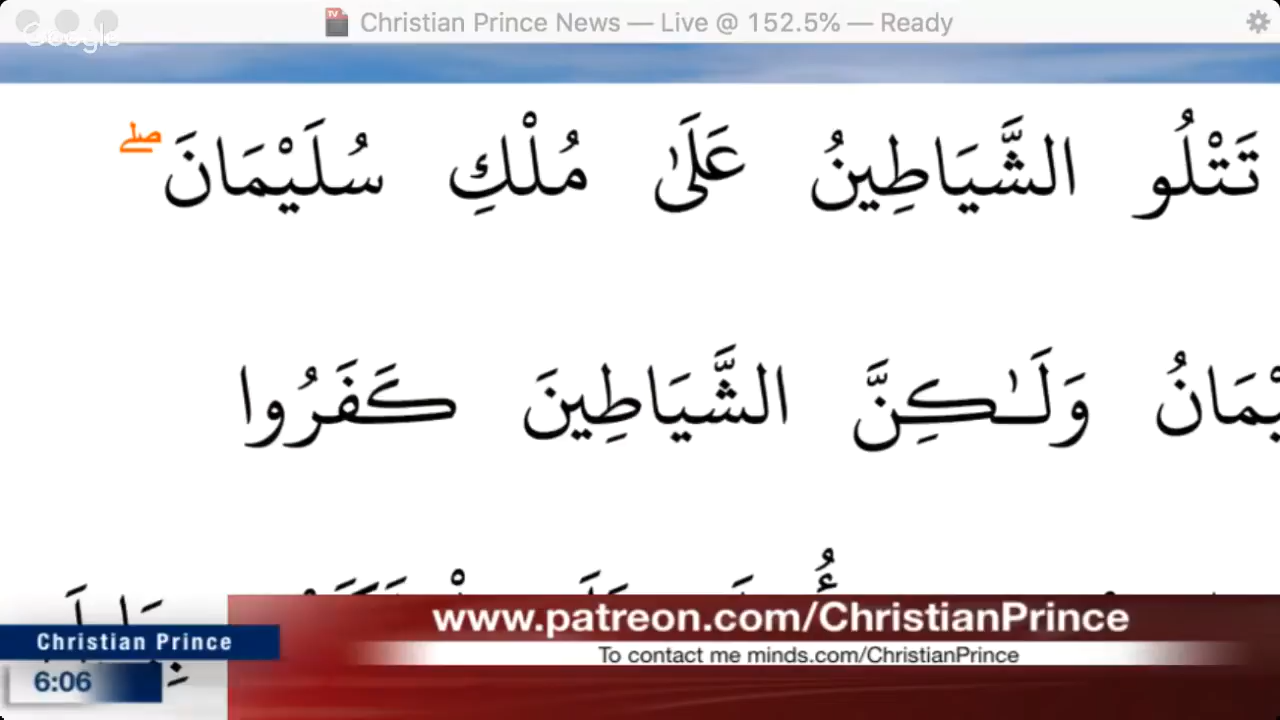 Christian Prince News — Live @ 152.5% — Ready
Google
تَتْلُو الشَّيَاطِينُ عَلَىٰ مُلْكِ سُلَيْمَانَ ۖ
وَلَـٰكِنَّ الشَّيَاطِينَ كَفَرُوا
www.patreon.com/ChristianPrince
Christian Prince
To contact me minds.com/ChristianPrince
6:06